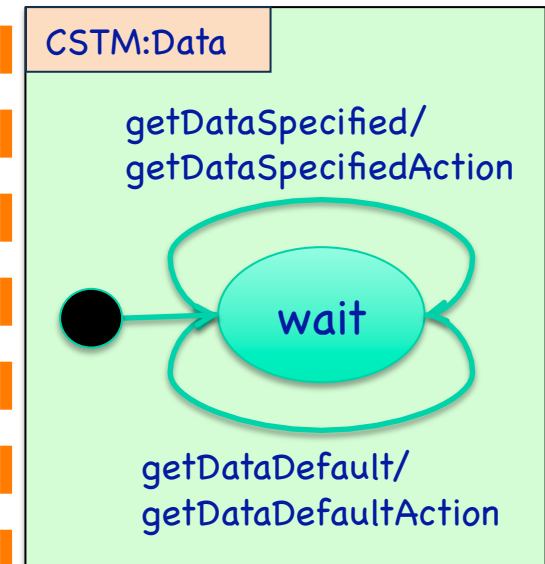 CSTM:Data
getDataSpecified/
getDataSpecifiedAction
wait
getDataDefault/
getDataDefaultAction